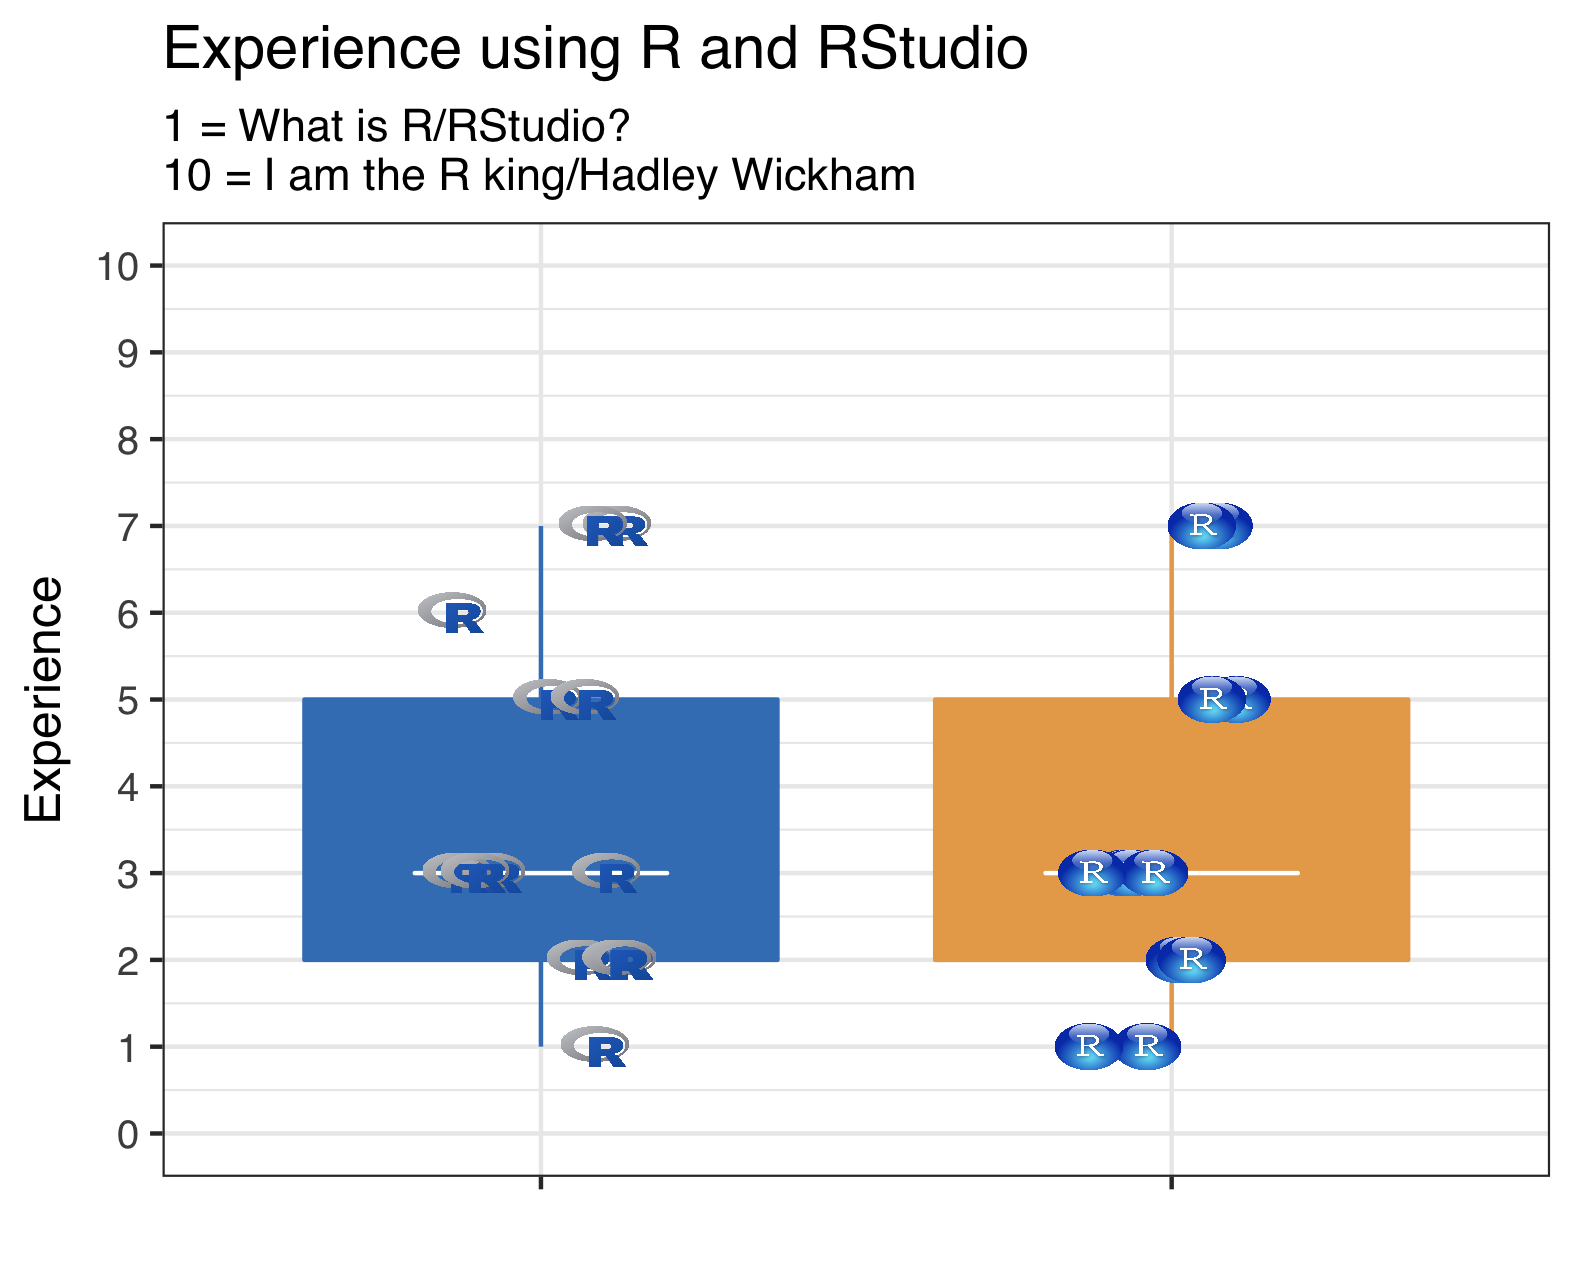 Experience using R and RStudio
1 = What is R/RStudio?
10 = I am the R king/Hadley Wickham
10
9
8
7
6
5
4
3
2
1
0
Experience
R R
R R
R
R R
R R
R R R R
R R R
R R R
R
R
R R